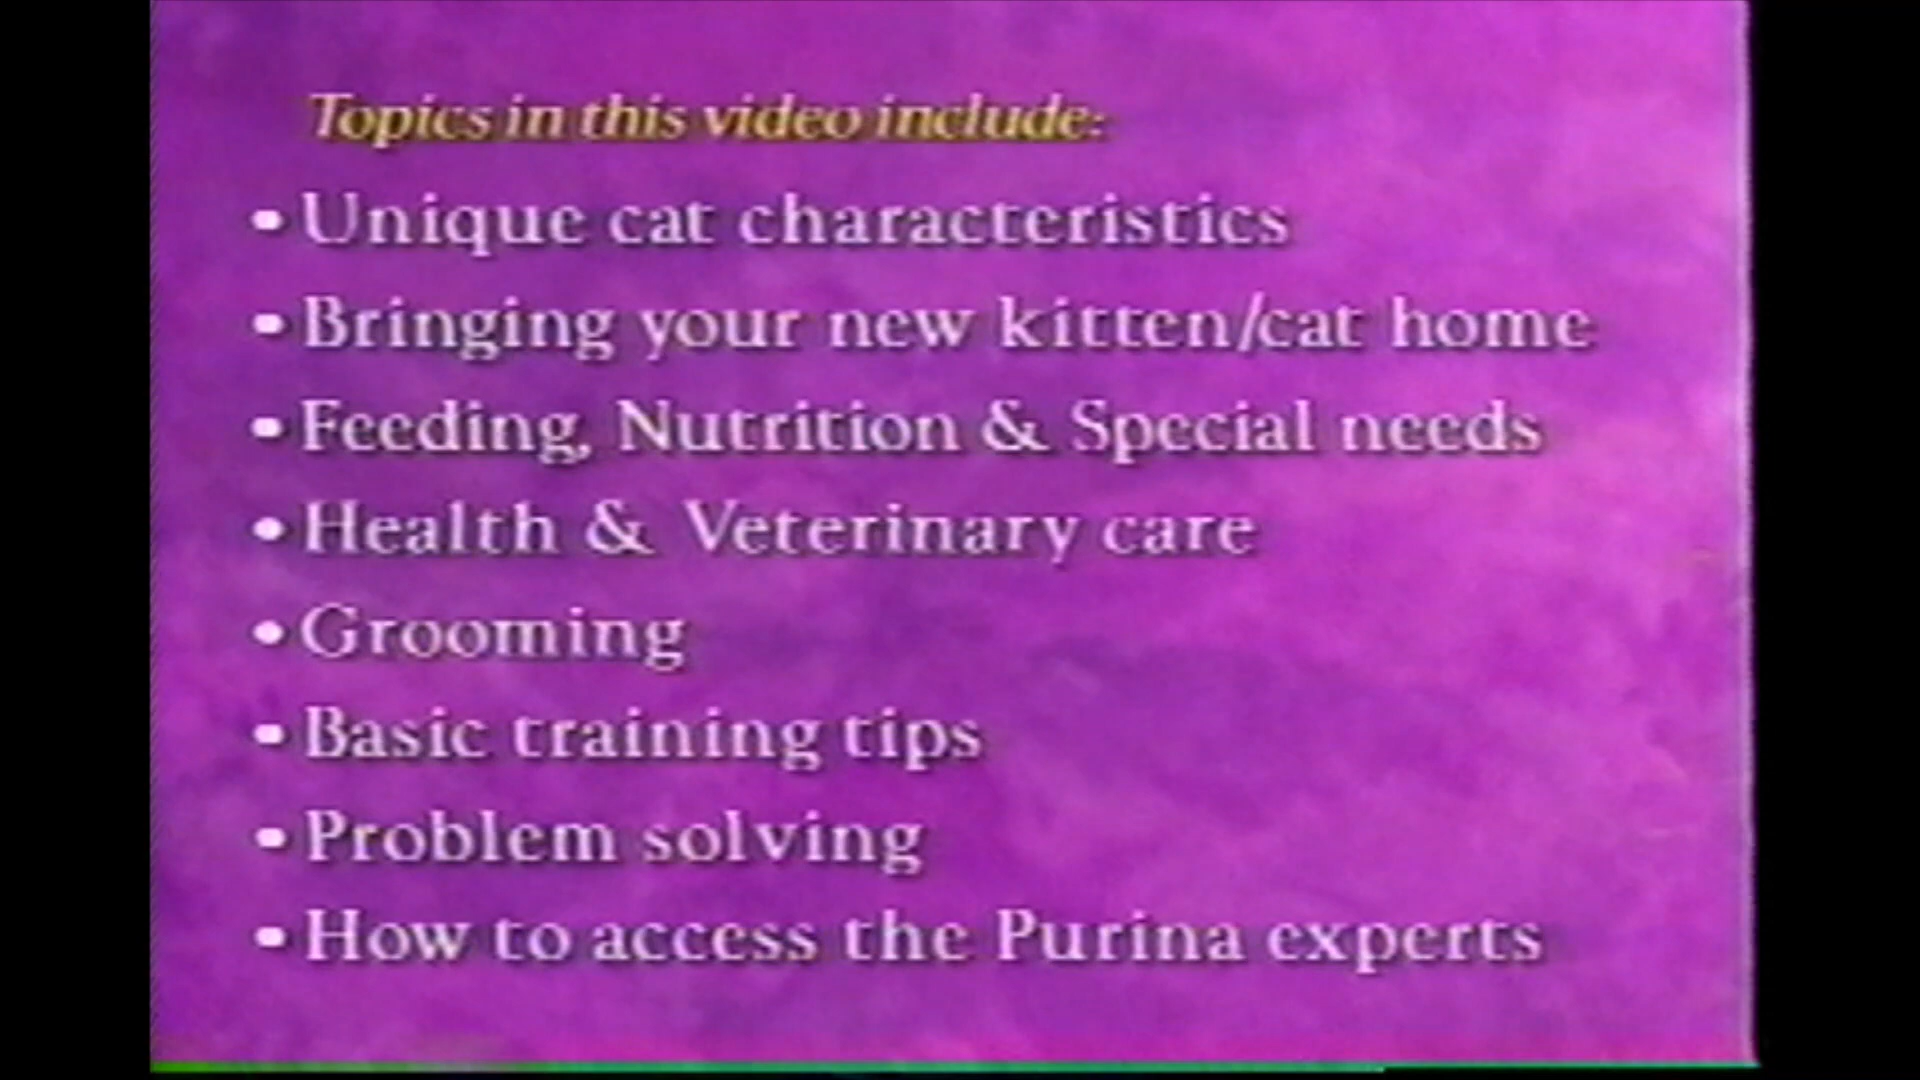 Topics in this video include:
• Unique cat characteristics
• Bringing your new kitten/cat home
• Feeding, Nutrition & Special needs
• Health & Veterinary care
• Grooming
• Basic training tips
• Problem solving
• How to access the Purina experts